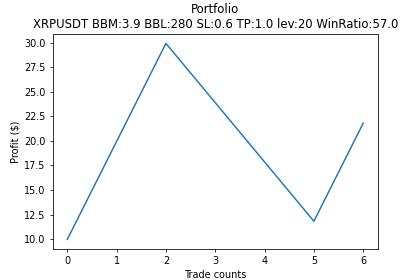 Portfolio
XRPUSDT BBM:3.9 BBL:280 SL:0.6 TP:1.0 lev:20 WinRatio:57.0
30.0
27.5
25.0
22.5
20.0
17.5
15.0
12.5
10.0
Profit ($)
0 1 2 3 4 5 6
Trade counts